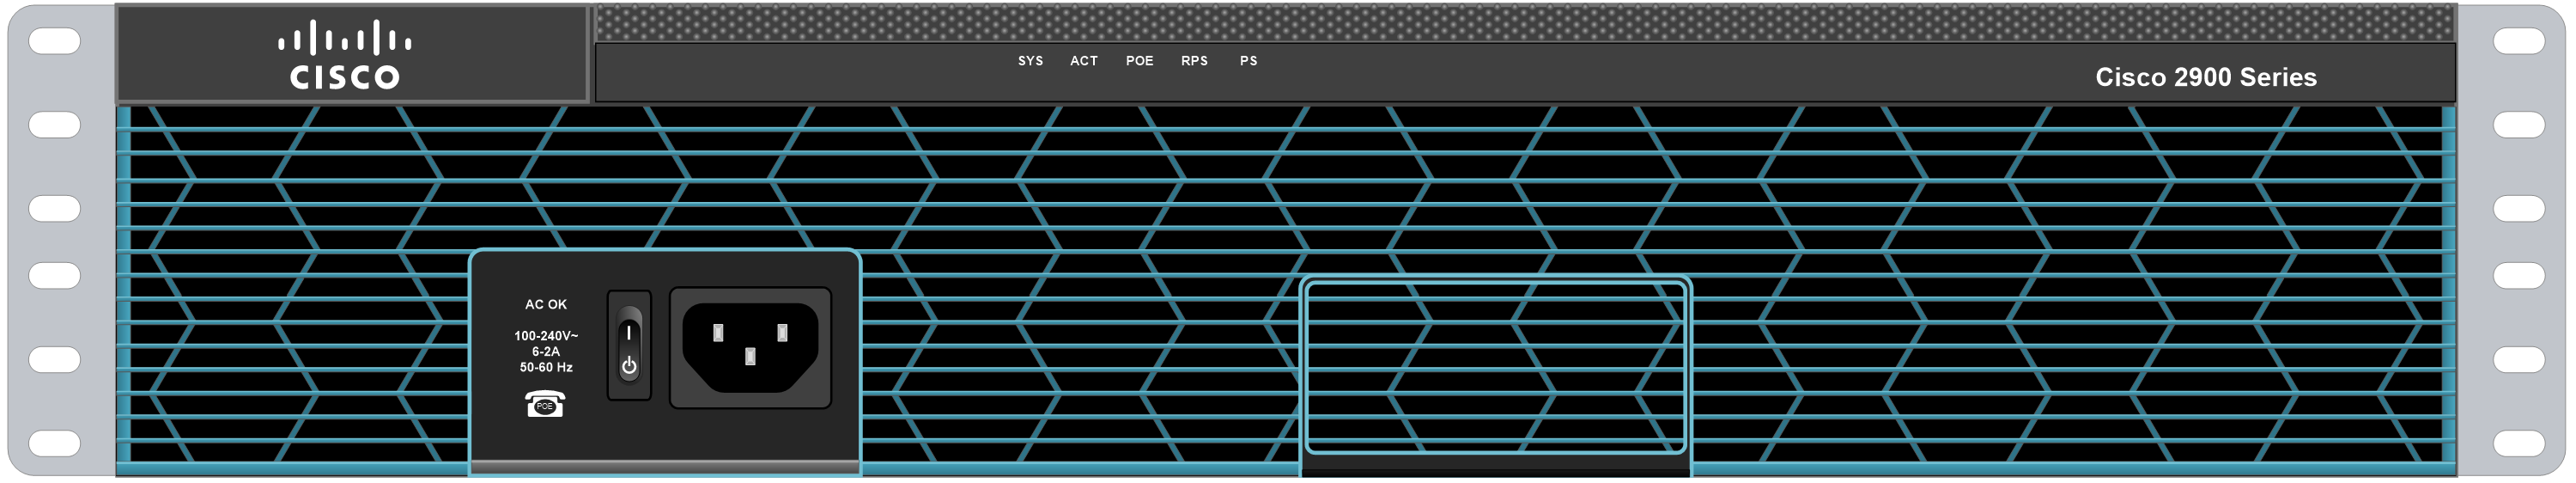 CISCO
SYS ACT POE RPS PS
Cisco 2900 Series
AC OK
100-240V~
6-2A
50-60 Hz
POE